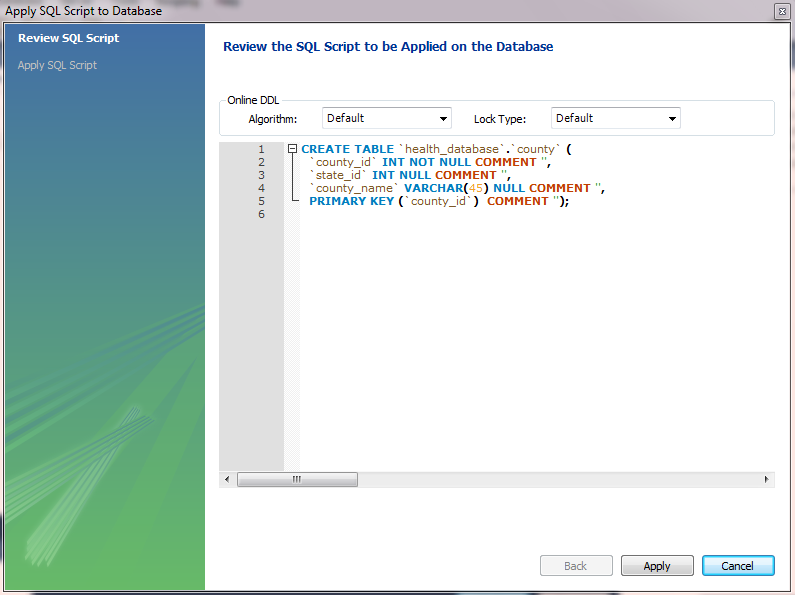 Apply SQL Script to Database
Review SQL Script
Apply SQL Script
Review the SQL Script to be Applied on the Database
Online DDL
Algorithm: Default Lock Type: Default
1 CREATE TABLE `health_database`.`county` (
2 `county_id` INT NOT NULL COMMENT '',
3 `state_id` INT NULL COMMENT '',
4 `county_name` VARCHAR(45) NULL COMMENT '',
5 PRIMARY KEY (`county_id`)  COMMENT '');
6
Back Apply Cancel